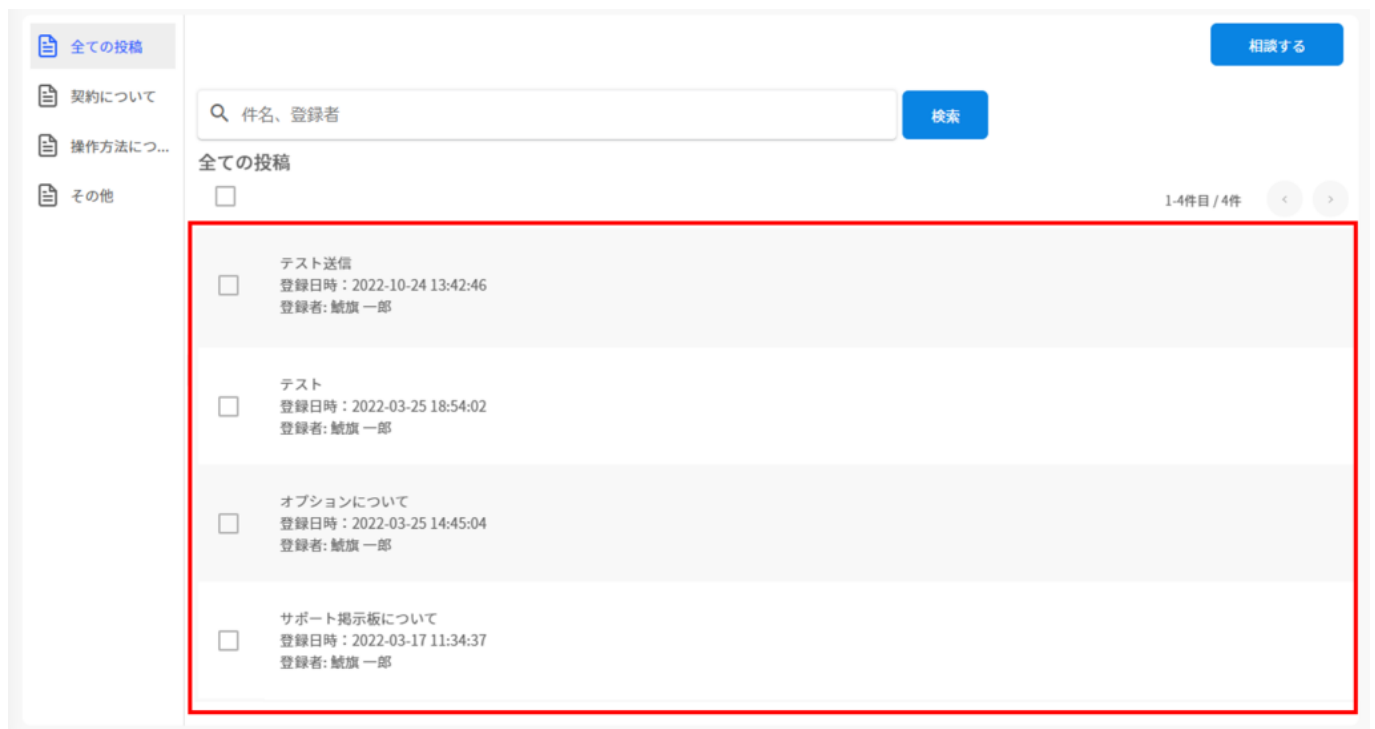 全ての投稿
契約について
操作方法につ...
その他
相談する
件名、登録者
検索
全ての投稿
1-4件目 / 4件
テスト送信
登録日時：2022-10-24 13:42:46
登録者: 鯱旗 一郎
テスト
登録日時：2022-03-25 18:54:02
登録者: 鯱旗 一郎
オプションについて
登録日時：2022-03-25 14:45:04
登録者: 鯱旗 一郎
サポート掲示板について
登録日時：2022-03-17 11:34:37
登録者: 鯱旗 一郎